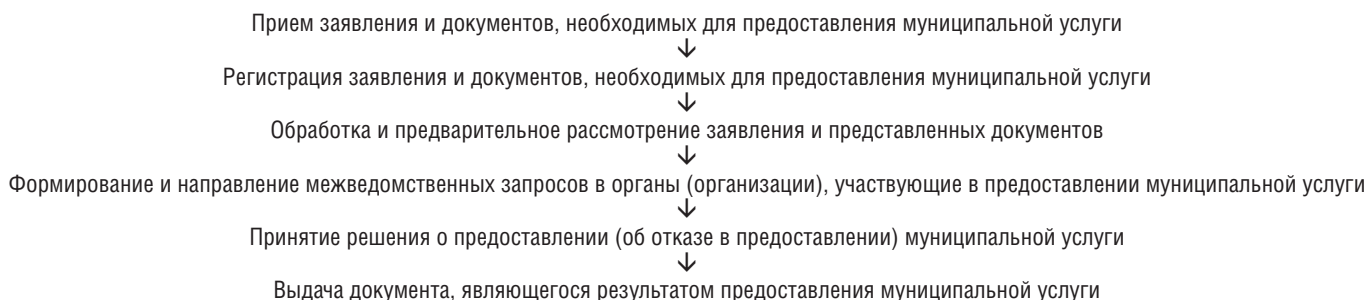 Прием заявления и документов, необходимых для предоставления муниципальной услуги
↓
Регистрация заявления и документов, необходимых для предоставления муниципальной услуги
↓
Обработка и предварительное рассмотрение заявления и представленных документов
↓
Формирование и направление межведомственных запросов в органы (организации), участвующие в предоставлении муниципальной услуги
↓
Принятие решения о предоставлении (об отказе в предоставлении) муниципальной услуги
↓
Выдача документа, являющегося результатом предоставления муниципальной услуги